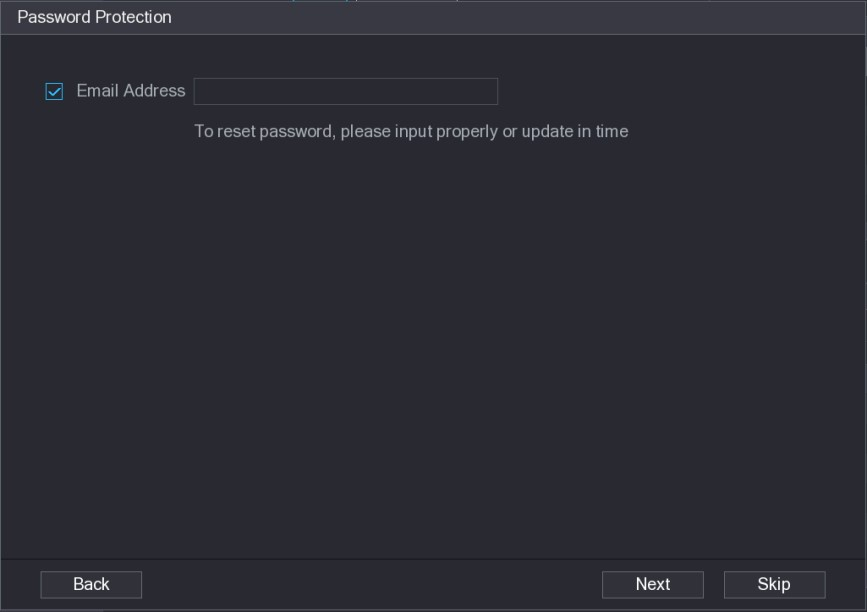 Password Protection
Email Address
To reset password, please input properly or update in time
Back Next Skip